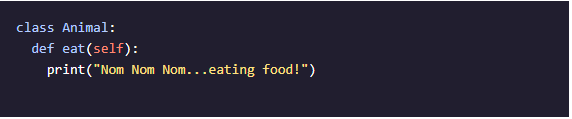 class Animal:
  def eat(self):
    print("Nom Nom Nom...eating food!")